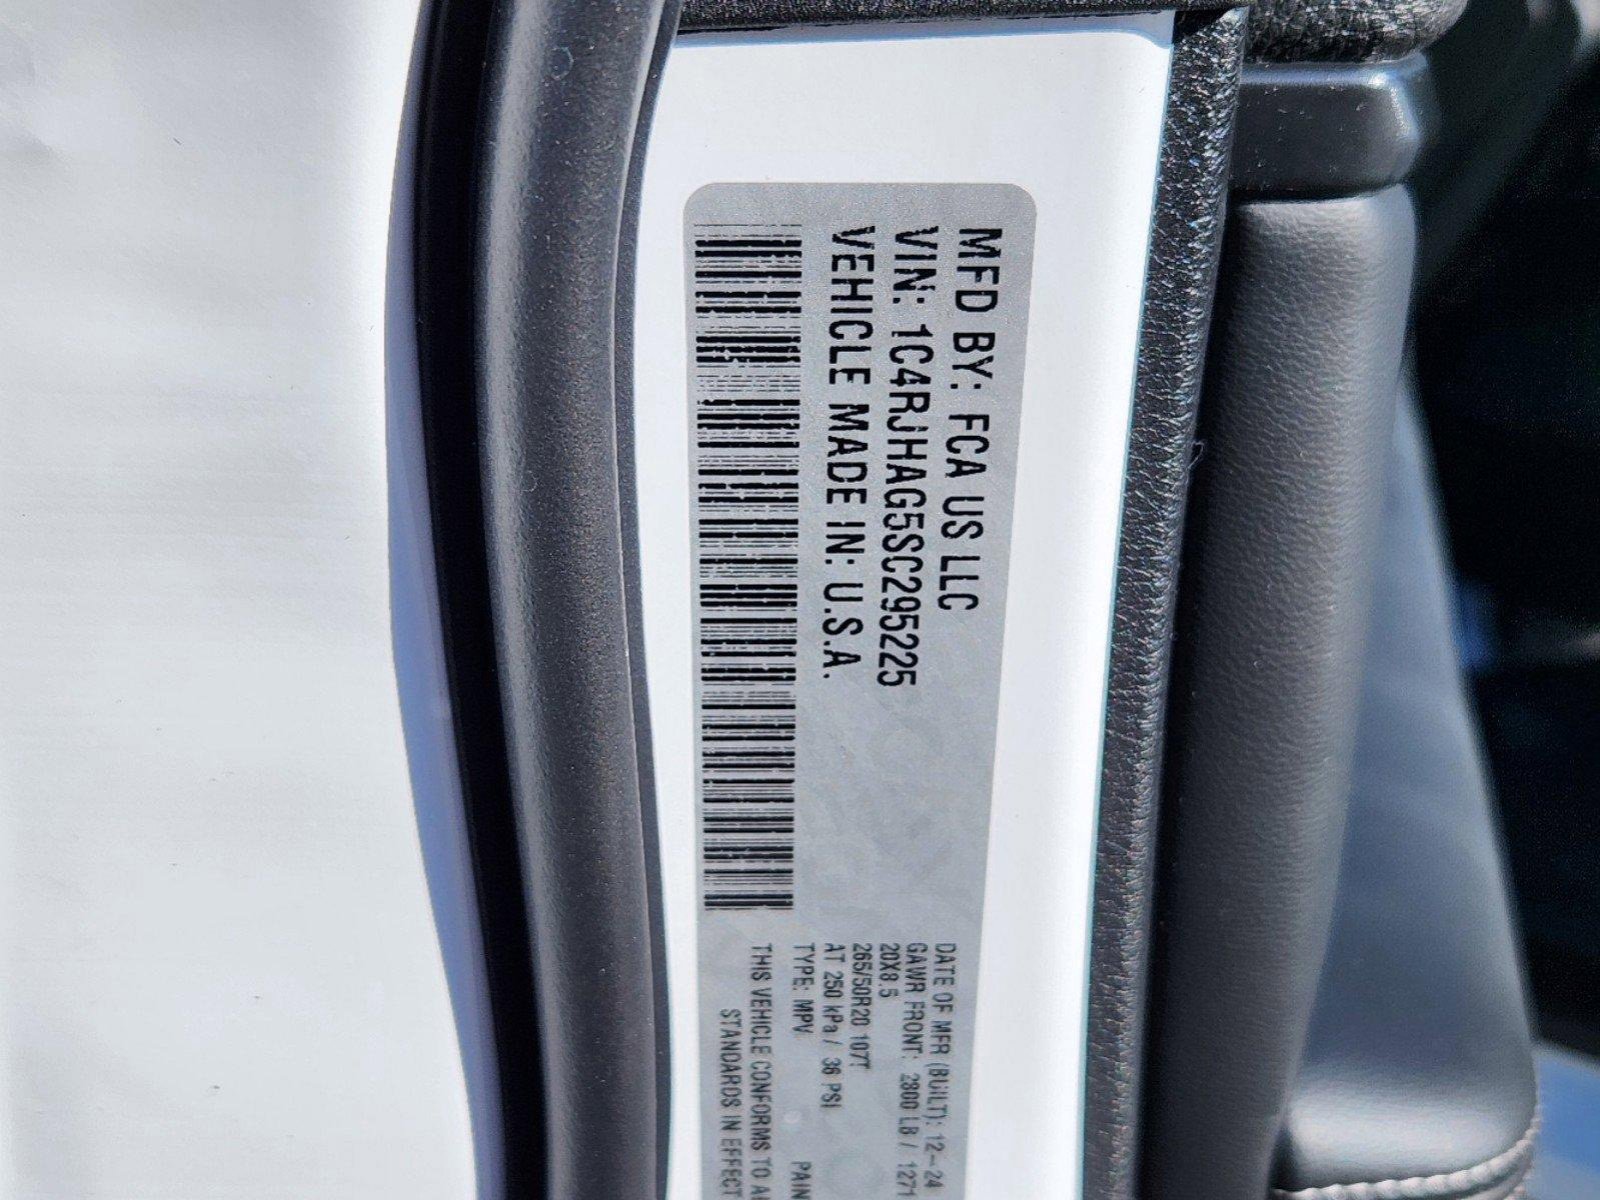 MFD BY: FCA US LLC
VIN: 1C4RJHAG5SC295225
VEHICLE MADE IN: U.S.A.
DATE OF MFR (BUILT): 12-24
GAWR FRONT: 2800 LB / 1271
20X8.5
265/50R20 107T
AT 250 kPa / 36 PSI
TYPE: MPV PAIN
THIS VEHICLE CONFORMS TO A
STANDARDS IN EFFECT